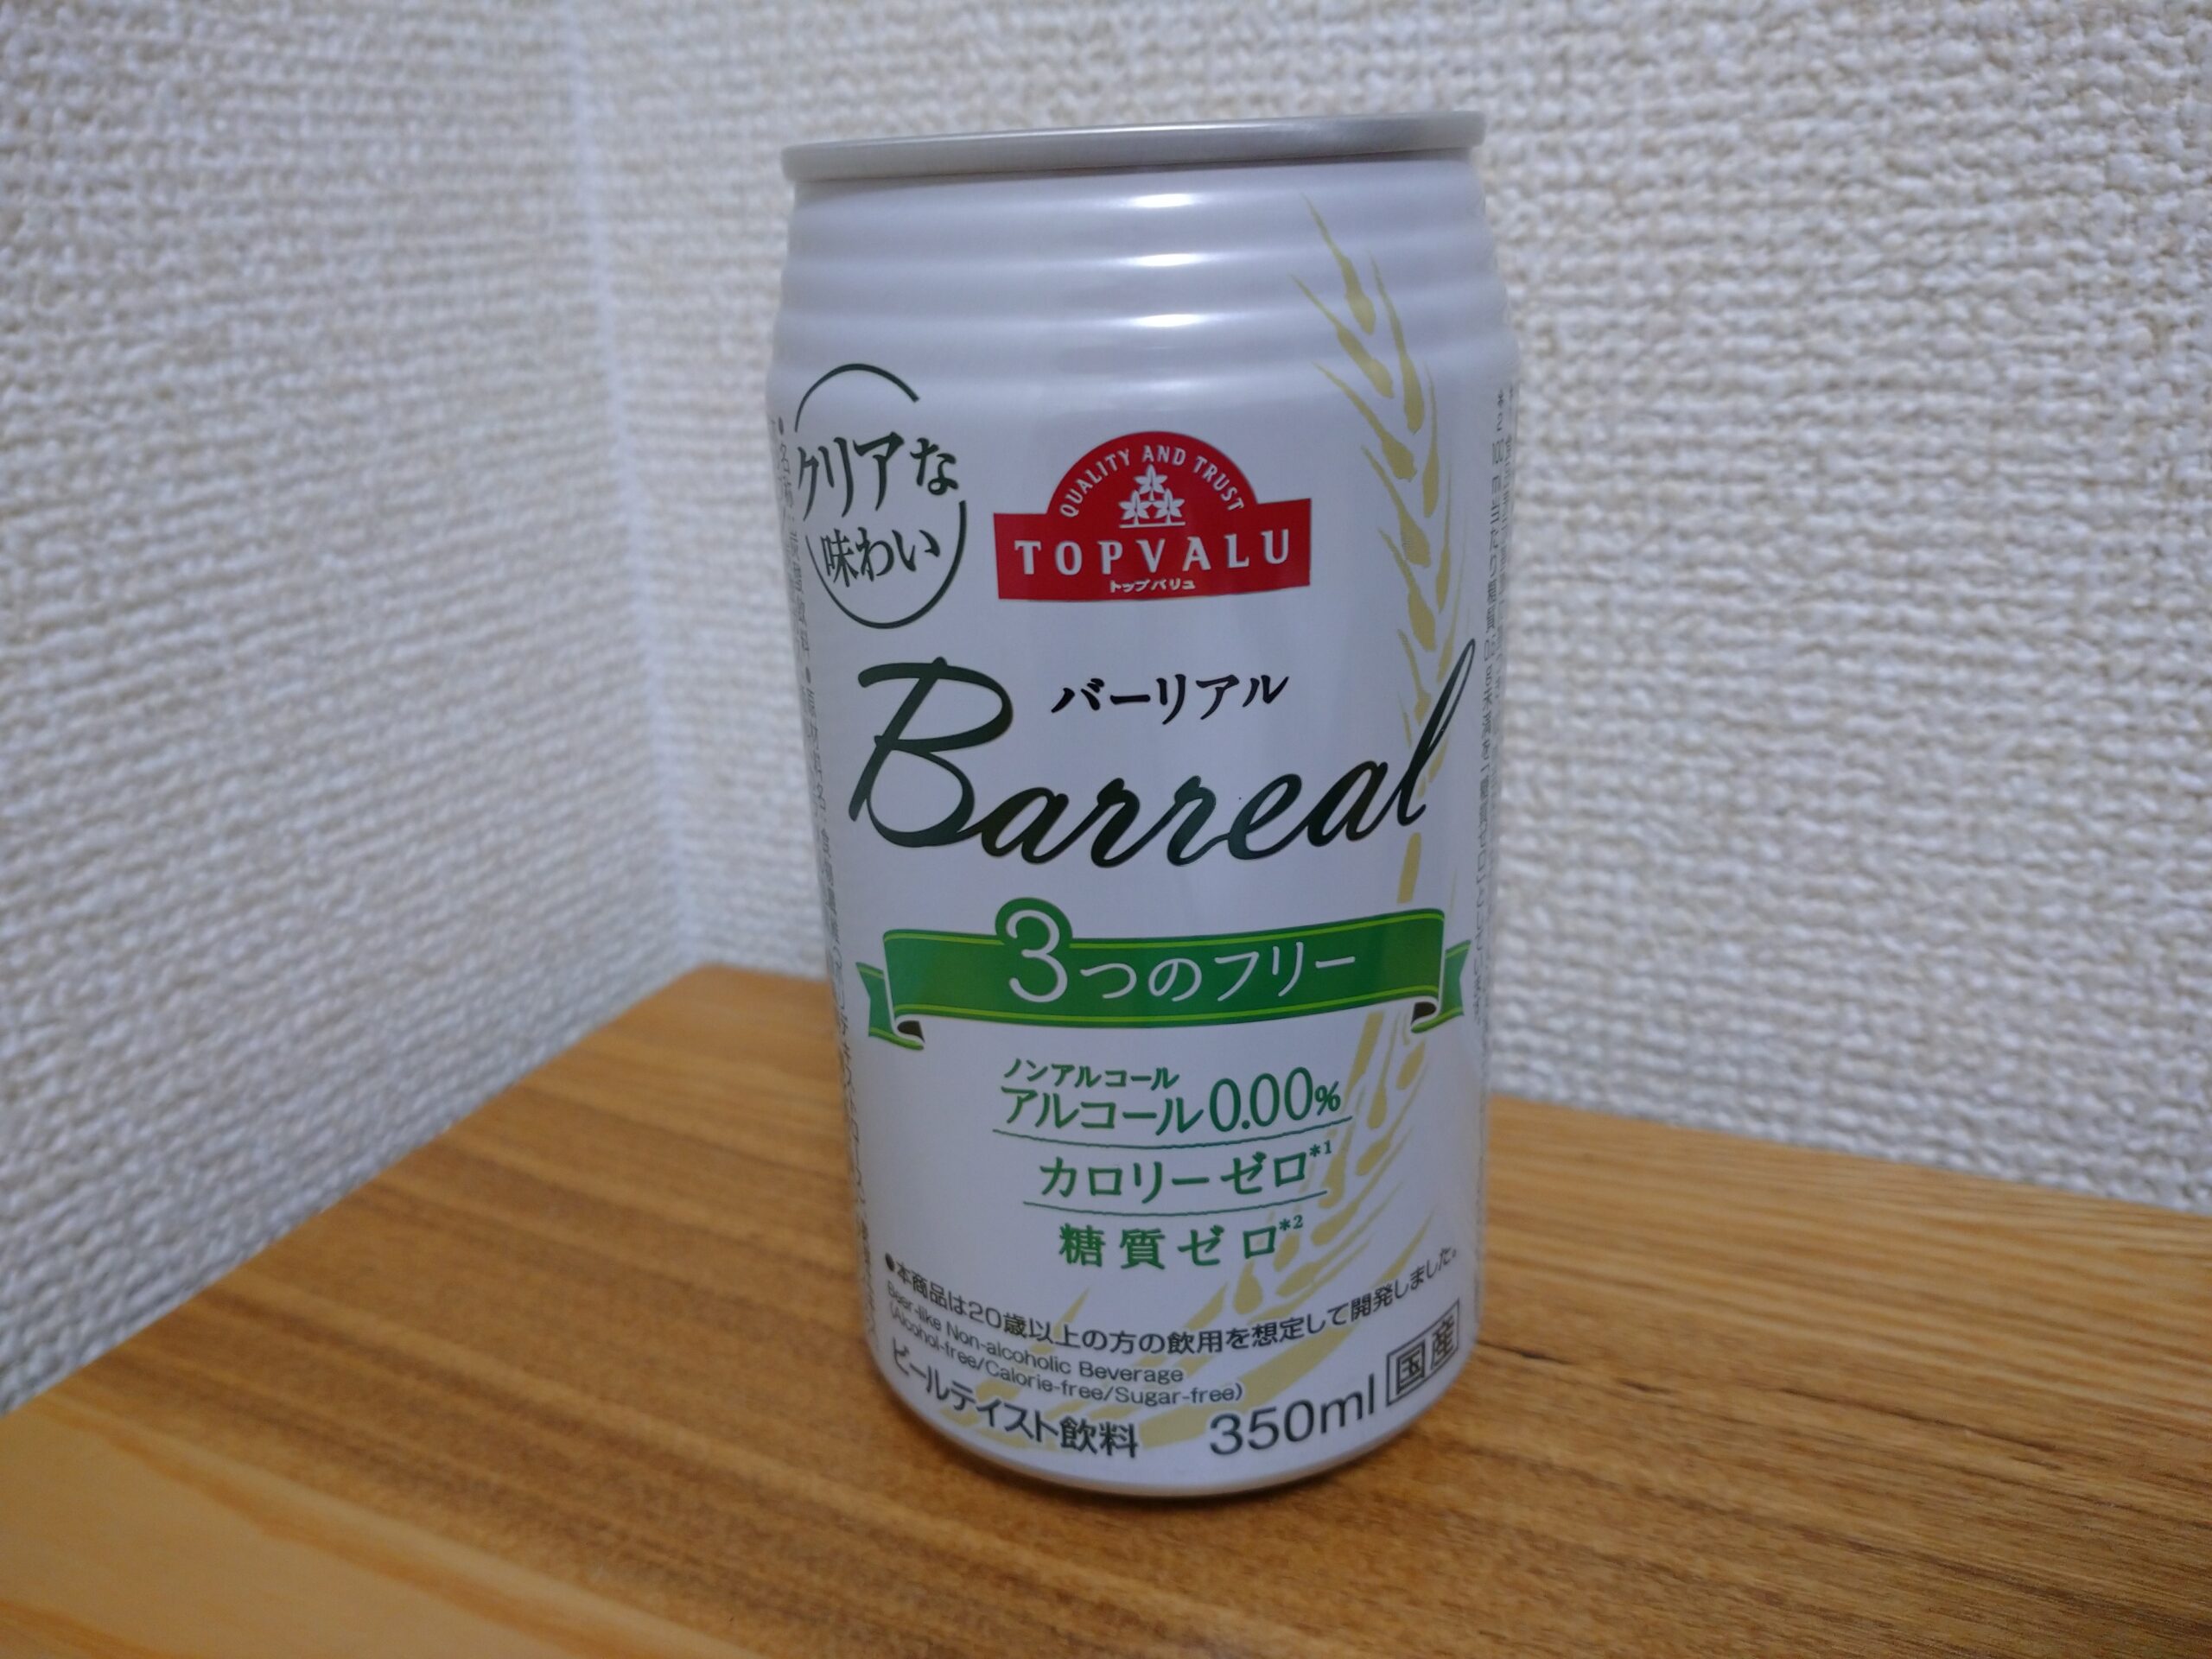 クリアな
味わい
QUALITY AND TRUST
TOPVALU
トップバリュ
バーリアル
Barreal
3つのフリー
ノンアルコール
アルコール0.00%
カロリーゼロ*1
糖質ゼロ*2
●本商品は20歳以上の方の飲用を想定して開発しました。
Beer-like Non-alcoholic Beverage
(Alcohol-free/Calorie-free/Sugar-free)
ビールテイスト飲料
350ml
国産